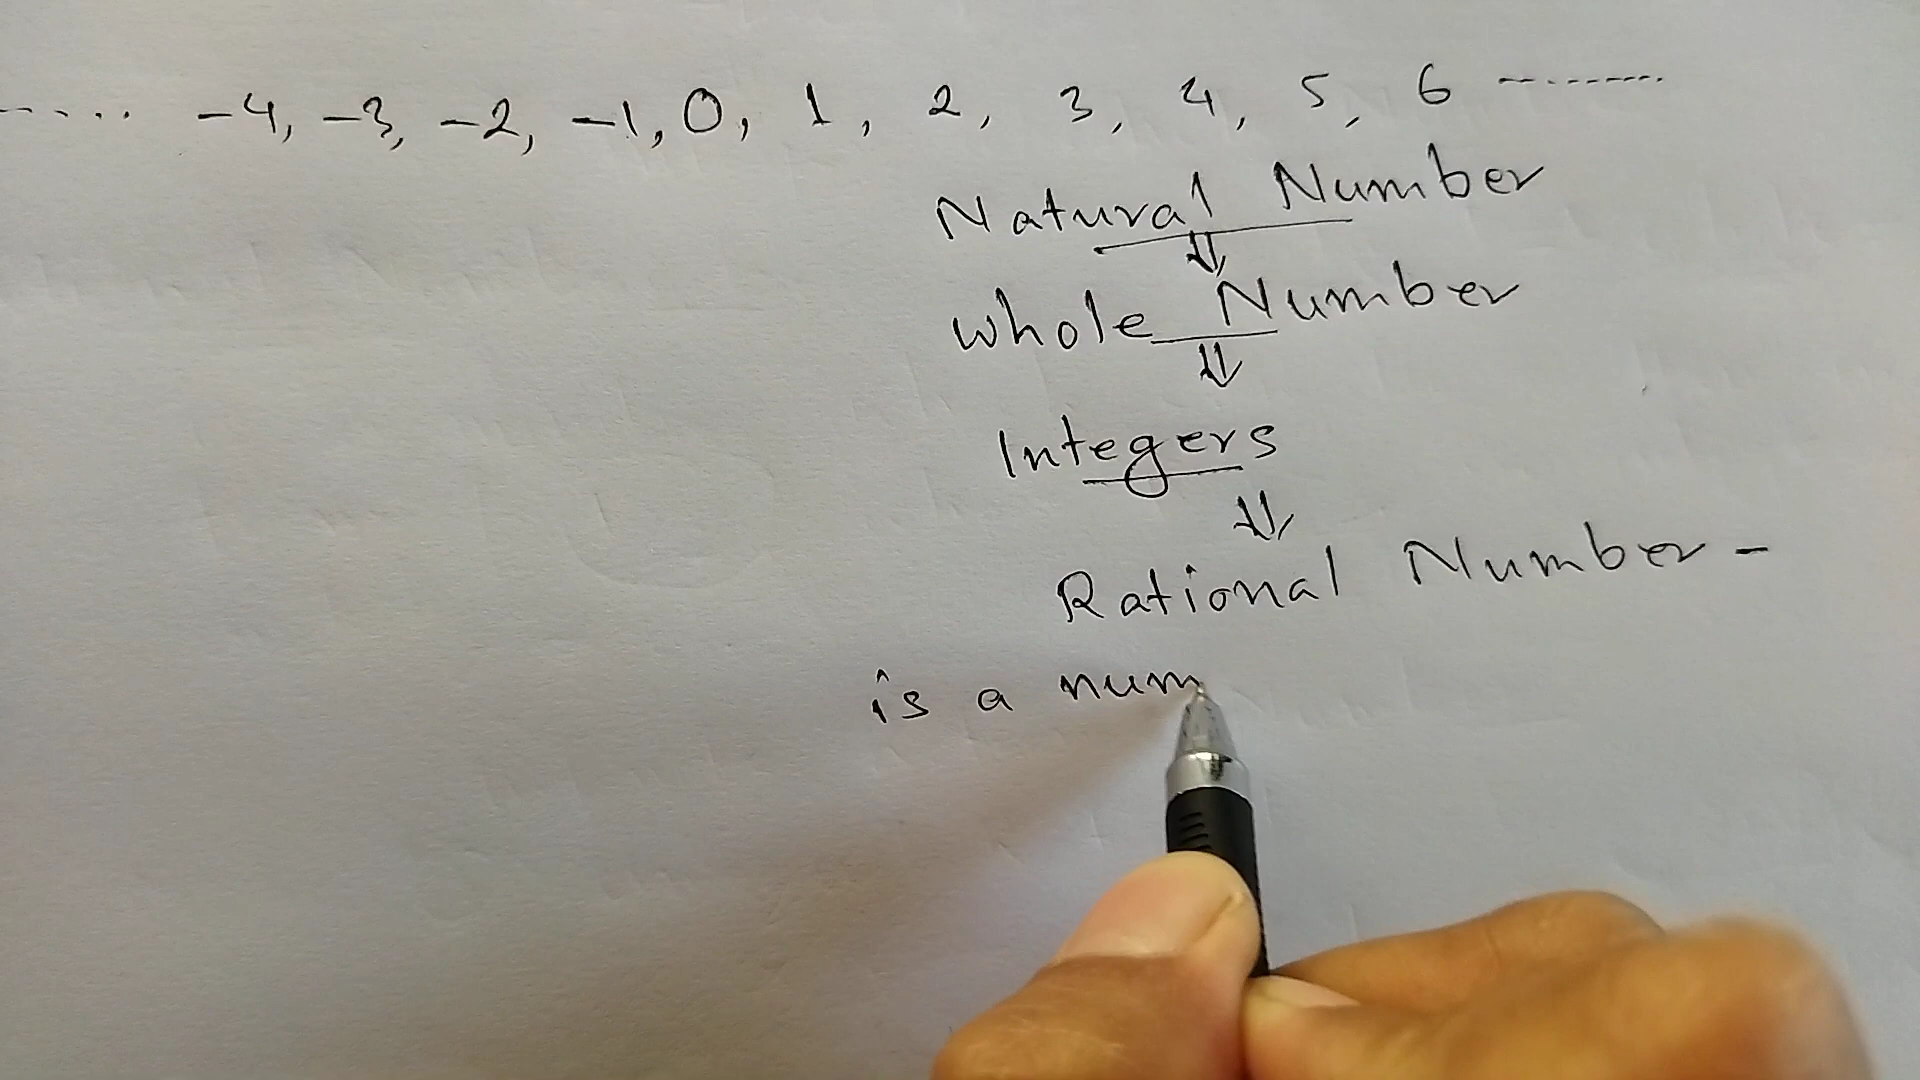 ..... -4, -3, -2, -1, 0, 1, 2, 3, 4, 5, 6 ---------
Natural Number
⇓
Whole Number
⇓
Integers
⇓
Rational Number -
is a num